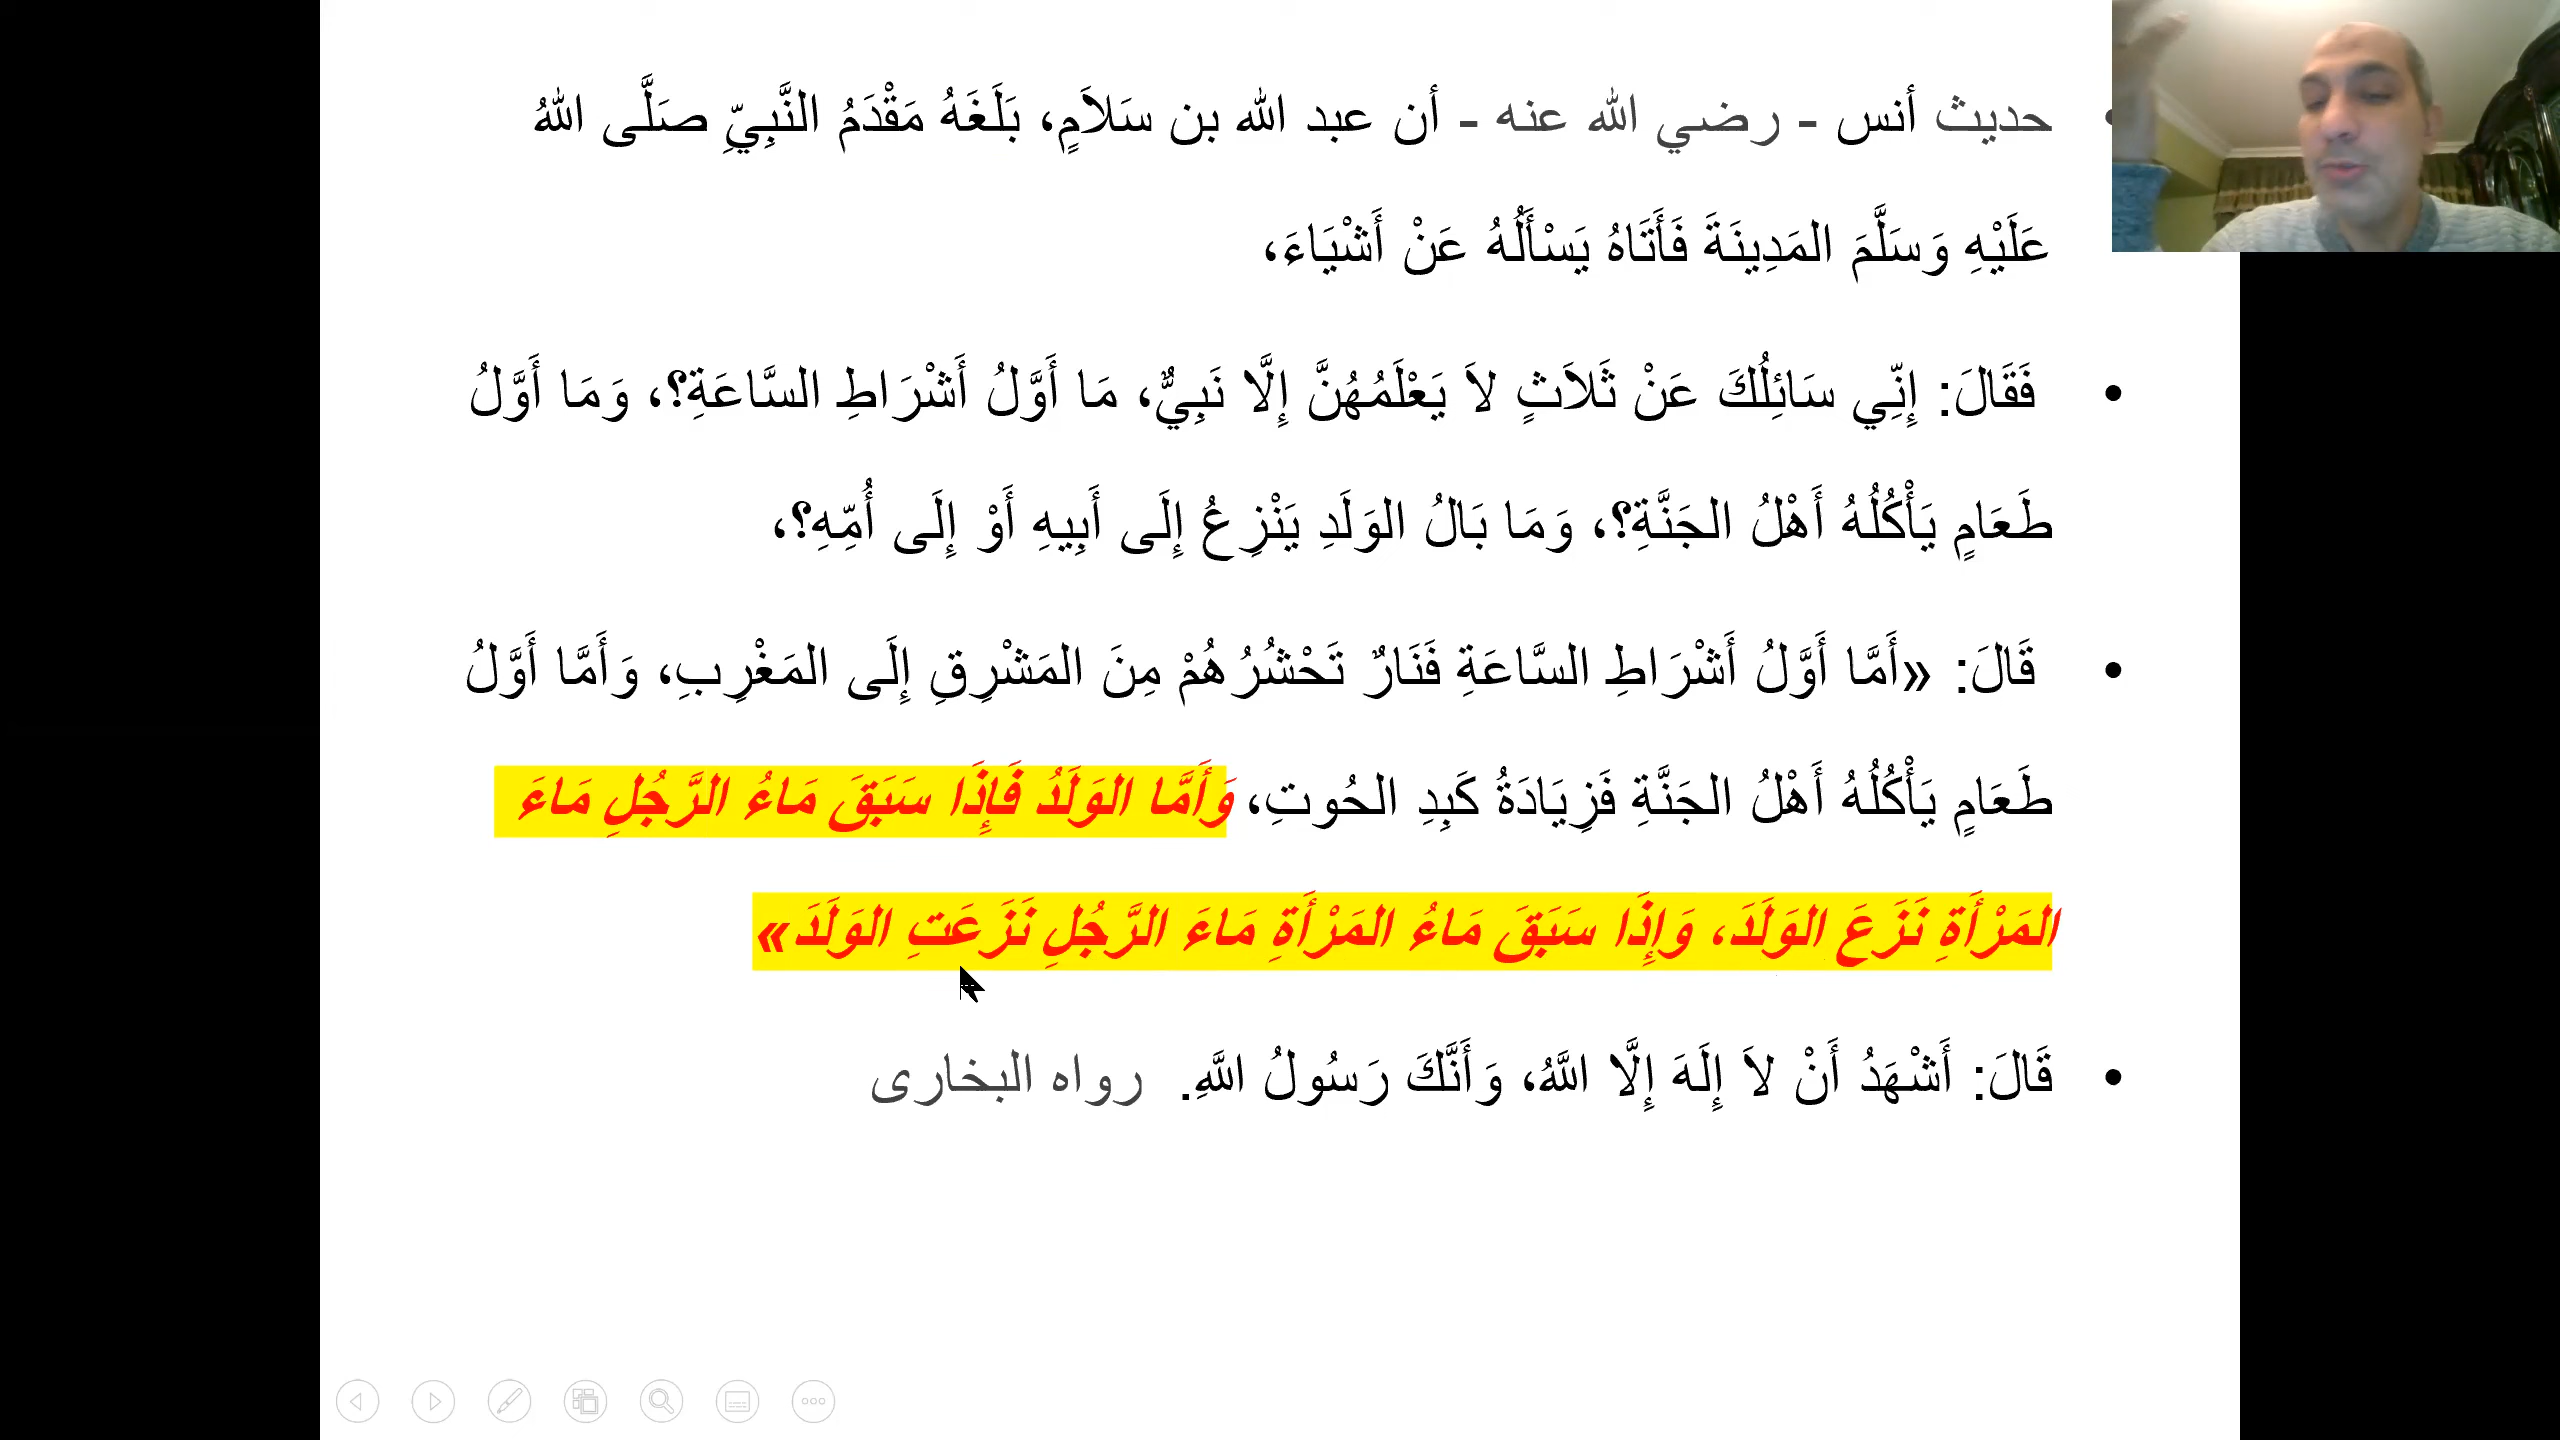 حديث أنس - رضي الله عنه - أن عبد الله بن سَلاَمٍ، بَلَغَهُ مَقْدَمُ النَّبِيِّ صَلَّى اللهُ
عَلَيْهِ وَسَلَّمَ المَدِينَةَ فَأَتَاهُ يَسْأَلُهُ عَنْ أَشْيَاءَ،
• فَقَالَ: إِنِّي سَائِلُكَ عَنْ ثَلاَثٍ لاَ يَعْلَمُهُنَّ إِلَّا نَبِيٌّ، مَا أَوَّلُ أَشْرَاطِ السَّاعَةِ؟، وَمَا أَوَّلُ
طَعَامٍ يَأْكُلُهُ أَهْلُ الجَنَّةِ؟، وَمَا بَالُ الوَلَدِ يَنْزِعُ إِلَى أَبِيهِ أَوْ إِلَى أُمِّهِ؟،
• قَالَ: «أَمَّا أَوَّلُ أَشْرَاطِ السَّاعَةِ فَنَارٌ تَحْشُرُهُمْ مِنَ المَشْرِقِ إِلَى المَغْرِبِ، وَأَمَّا أَوَّلُ
طَعَامٍ يَأْكُلُهُ أَهْلُ الجَنَّةِ فَزِيَادَةُ كَبِدِ الحُوتِ، وَأَمَّا الوَلَدُ فَإِذَا سَبَقَ مَاءُ الرَّجُلِ مَاءَ
المَرْأَةِ نَزَعَ الوَلَدَ، وَإِذَا سَبَقَ مَاءُ المَرْأَةِ مَاءَ الرَّجُلِ نَزَعَتِ الوَلَدَ»
• قَالَ: أَشْهَدُ أَنْ لاَ إِلَهَ إِلَّا اللَّهُ، وَأَنَّكَ رَسُولُ اللَّهِ. رواه البخارى